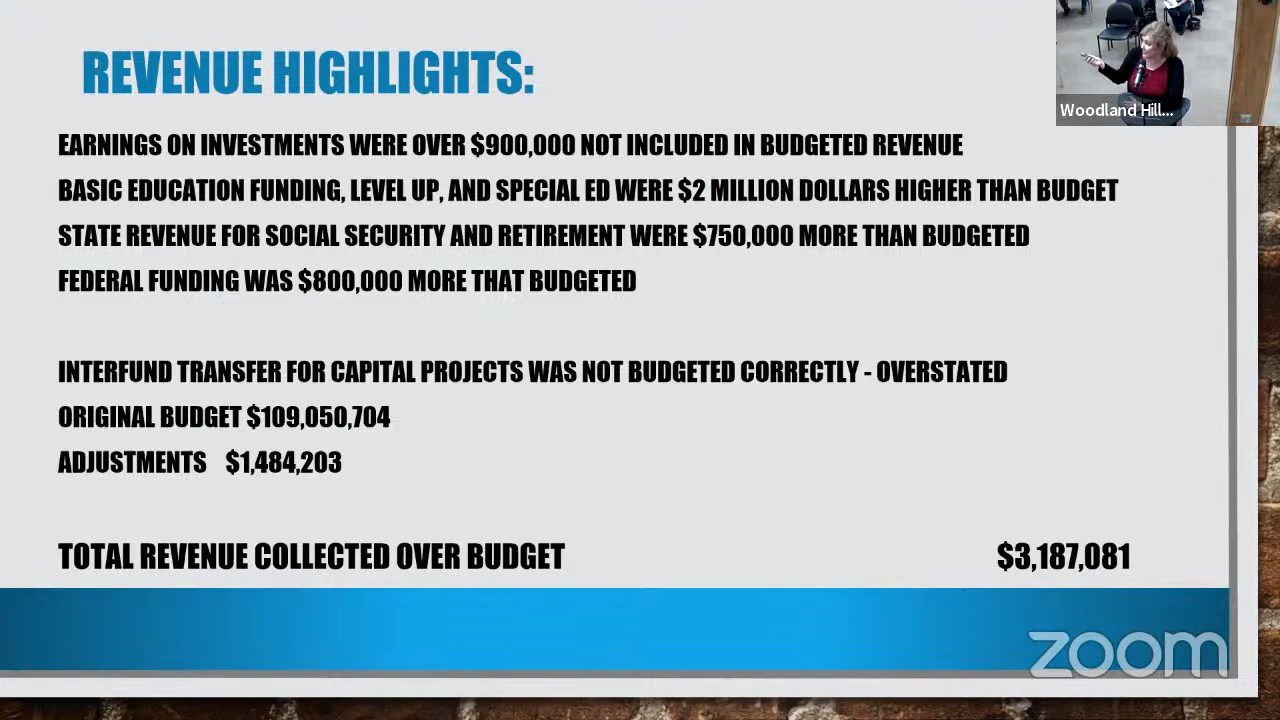 REVENUE HIGHLIGHTS:
Woodland Hill...
EARNINGS ON INVESTMENTS WERE OVER $900,000 NOT INCLUDED IN BUDGETED REVENUE
BASIC EDUCATION FUNDING, LEVEL UP, AND SPECIAL ED WERE $2 MILLION DOLLARS HIGHER THAN BUDGET
STATE REVENUE FOR SOCIAL SECURITY AND RETIREMENT WERE $750,000 MORE THAN BUDGETED
FEDERAL FUNDING WAS $800,000 MORE THAT BUDGETED
INTERFUND TRANSFER FOR CAPITAL PROJECTS WAS NOT BUDGETED CORRECTLY - OVERSTATED
ORIGINAL BUDGET $109,050,704
ADJUSTMENTS $1,484,203
TOTAL REVENUE COLLECTED OVER BUDGET $3,187,081
zoom